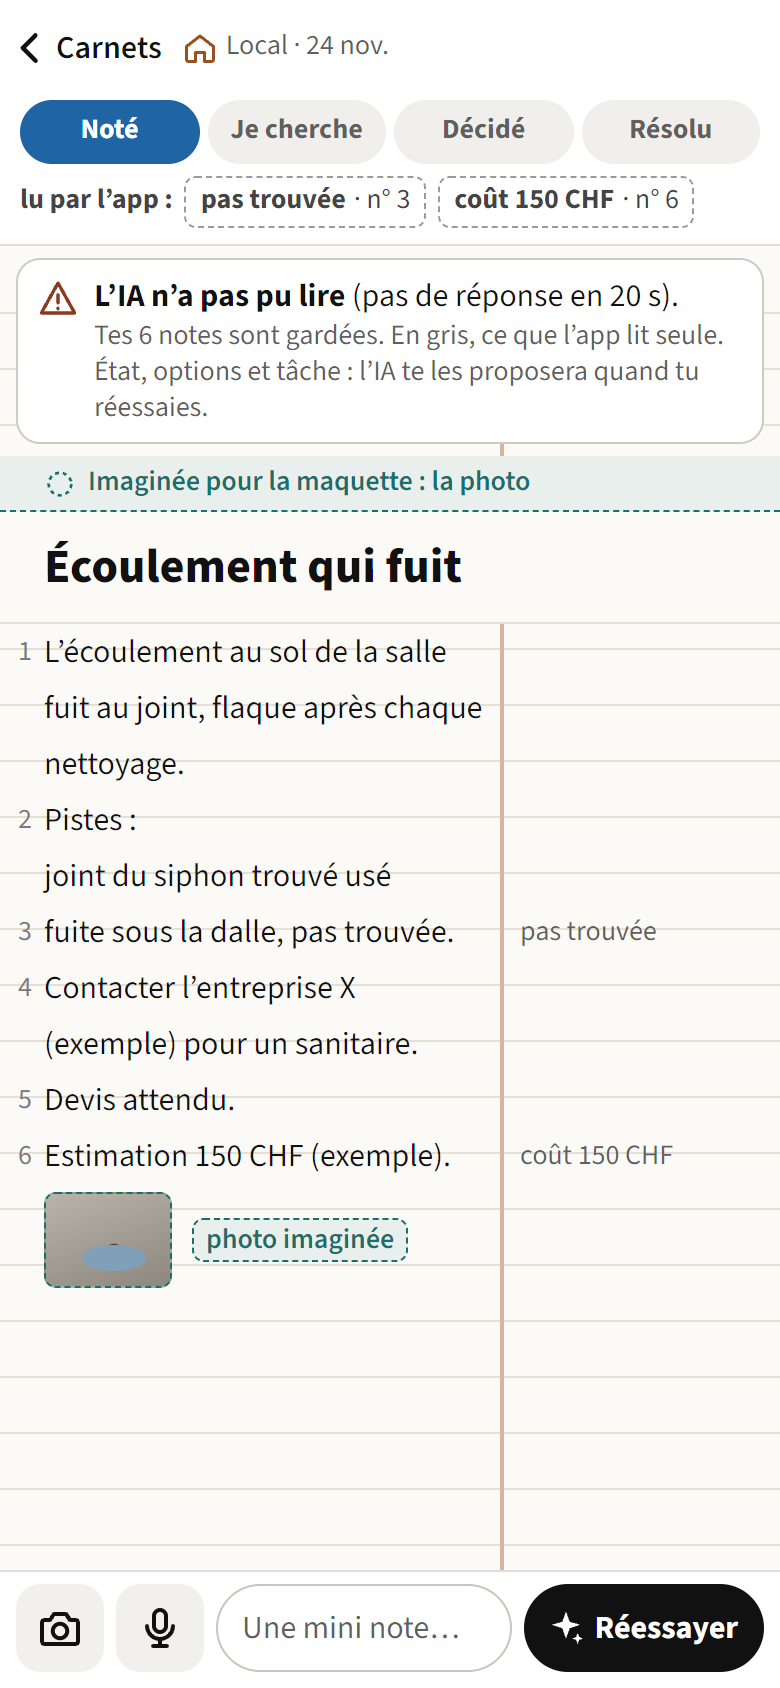 Carnets
Local · 24 nov.
Noté
Je cherche
Décidé
Résolu
lu par l’app :
pas trouvée · n° 3
coût 150 CHF · n° 6
L’IA n’a pas pu lire (pas de réponse en 20 s).
Tes 6 notes sont gardées. En gris, ce que l’app lit seule.
État, options et tâche : l’IA te les proposera quand tu
réessaies.
Imaginée pour la maquette : la photo
Écoulement qui fuit
1 L’écoulement au sol de la salle
fuit au joint, flaque après chaque
nettoyage.
2 Pistes :
joint du siphon trouvé usé
3 fuite sous la dalle, pas trouvée.
pas trouvée
4 Contacter l’entreprise X
(exemple) pour un sanitaire.
5 Devis attendu.
6 Estimation 150 CHF (exemple).
coût 150 CHF
photo imaginée
Une mini note…
Réessayer